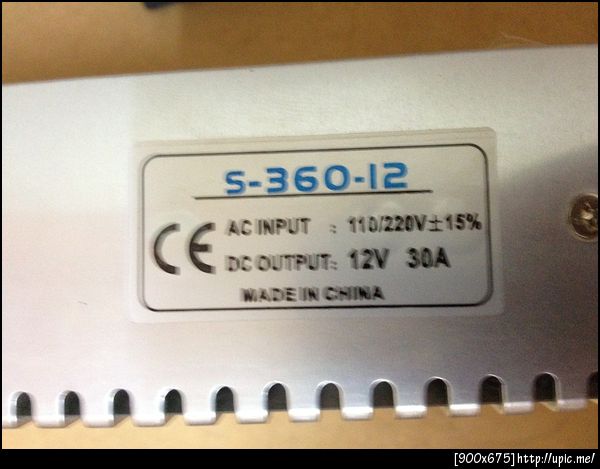 S-360-12
CE
AC INPUT : 110/220V±15%
DC OUTPUT: 12V 30A
MADE IN CHINA
[900x675]http://upic.me/